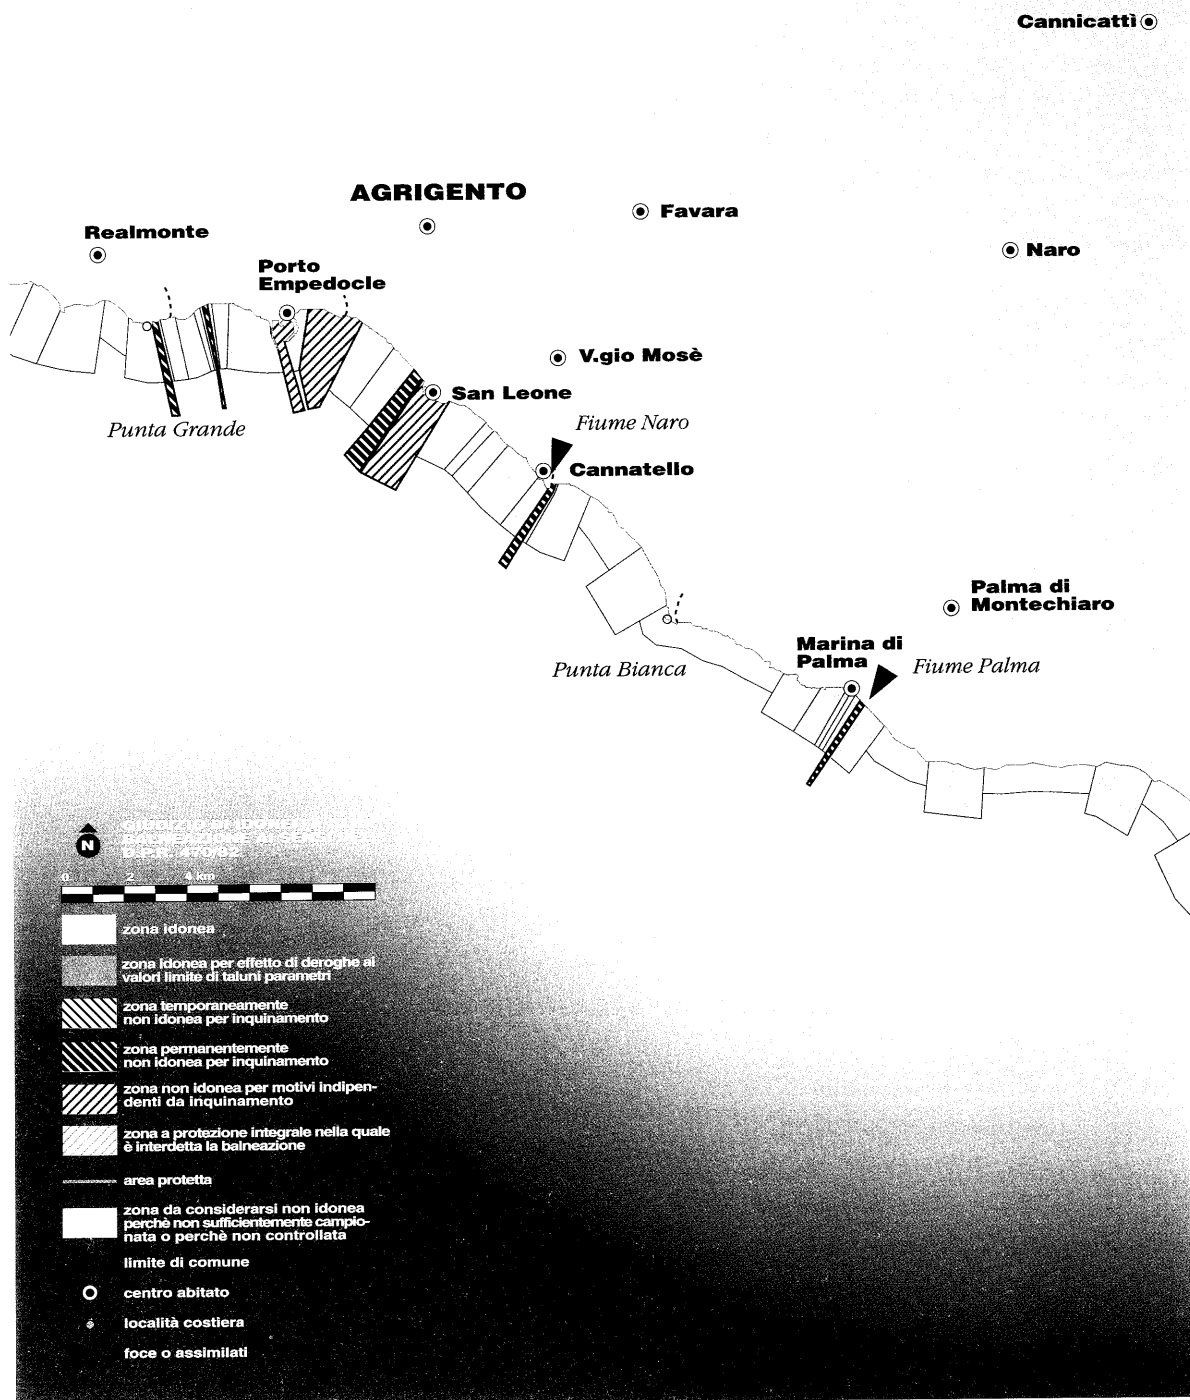 Cannicattì
AGRIGENTO
Favara
Realmonte
Naro
Porto
Empedocle
V.gio Mosè
San Leone
Fiume Naro
Punta Grande
Cannatello
Palma di
Montechiaro
Marina di
Palma
Fiume Palma
Punta Bianca
N
D.P.R. 470/82
0 2 4 km
zona idonea
zona idonea per effetto di deroghe ai
valori limite di taluni parametri
zona temporaneamente
non idonea per inquinamento
zona permanentemente
non idonea per inquinamento
zona non idonea per motivi indipen-
denti da inquinamento
zona a protezione integrale nella quale
è interdetta la balneazione
area protetta
zona da considerarsi non idonea
perchè non sufficientemente campio-
nata o perchè non controllata
limite di comune
centro abitato
località costiera
foce o assimilati